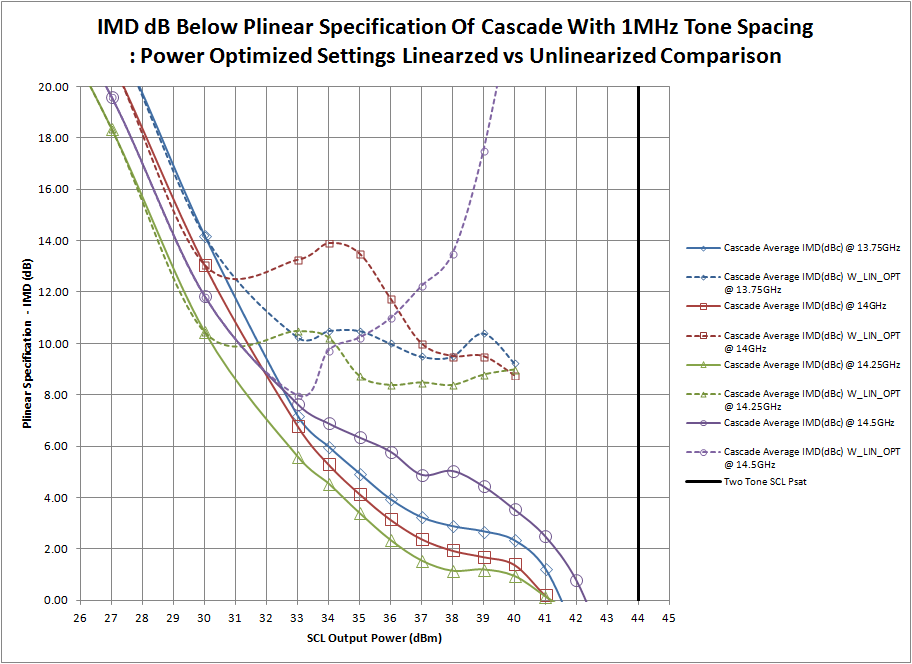 IMD dB Below Plinear Specification Of Cascade With 1MHz Tone Spacing
: Power Optimized Settings Linearzed vs Unlinearized Comparison
Plinear Specification - IMD (dB)
20.00
18.00
16.00
14.00
12.00
10.00
8.00
6.00
4.00
2.00
0.00
26 27 28 29 30 31 32 33 34 35 36 37 38 39 40 41 42 43 44 45
SCL Output Power (dBm)
Cascade Average IMD(dBc) @ 13.75GHz
Cascade Average IMD(dBc) W_LIN_OPT
@ 13.75GHz
Cascade Average IMD(dBc) @ 14GHz
Cascade Average IMD(dBc) W_LIN_OPT
@ 14GHz
Cascade Average IMD(dBc) @ 14.25GHz
Cascade Average IMD(dBc) W_LIN_OPT
@ 14.25GHz
Cascade Average IMD(dBc) @ 14.5GHz
Cascade Average IMD(dBc) W_LIN_OPT
@ 14.5GHz
Two Tone SCL Psat